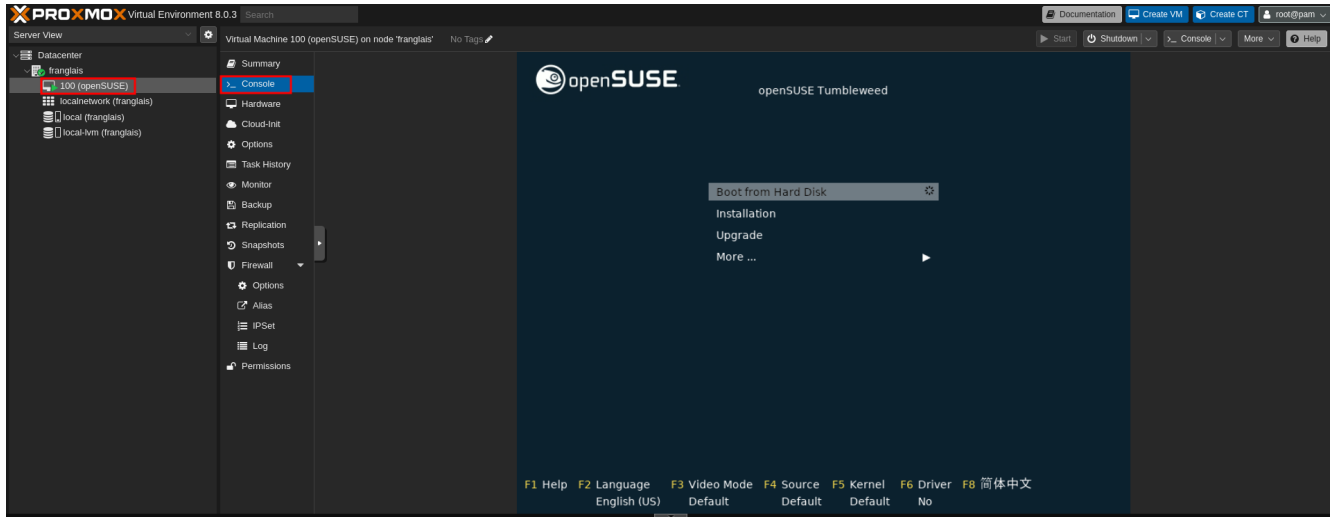 PROXMOX Virtual Environment 8.0.3 Search
Documentation Create VM Create CT root@pam
Server View
Virtual Machine 100 (openSUSE) on node 'franglais' No Tags
Start Shutdown Console More Help
Datacenter
franglais
100 (openSUSE)
localnetwork (franglais)
local (franglais)
local-lvm (franglais)
Summary
>_ Console
Hardware
Cloud-Init
Options
Task History
Monitor
Backup
Replication
Snapshots
Firewall
Options
Alias
IPSet
Log
Permissions
openSUSE.
openSUSE Tumbleweed
Boot from Hard Disk
Installation
Upgrade
More ...
F1 Help F2 Language F3 Video Mode F4 Source F5 Kernel F6 Driver F8 简体中文
English (US) Default Default Default No